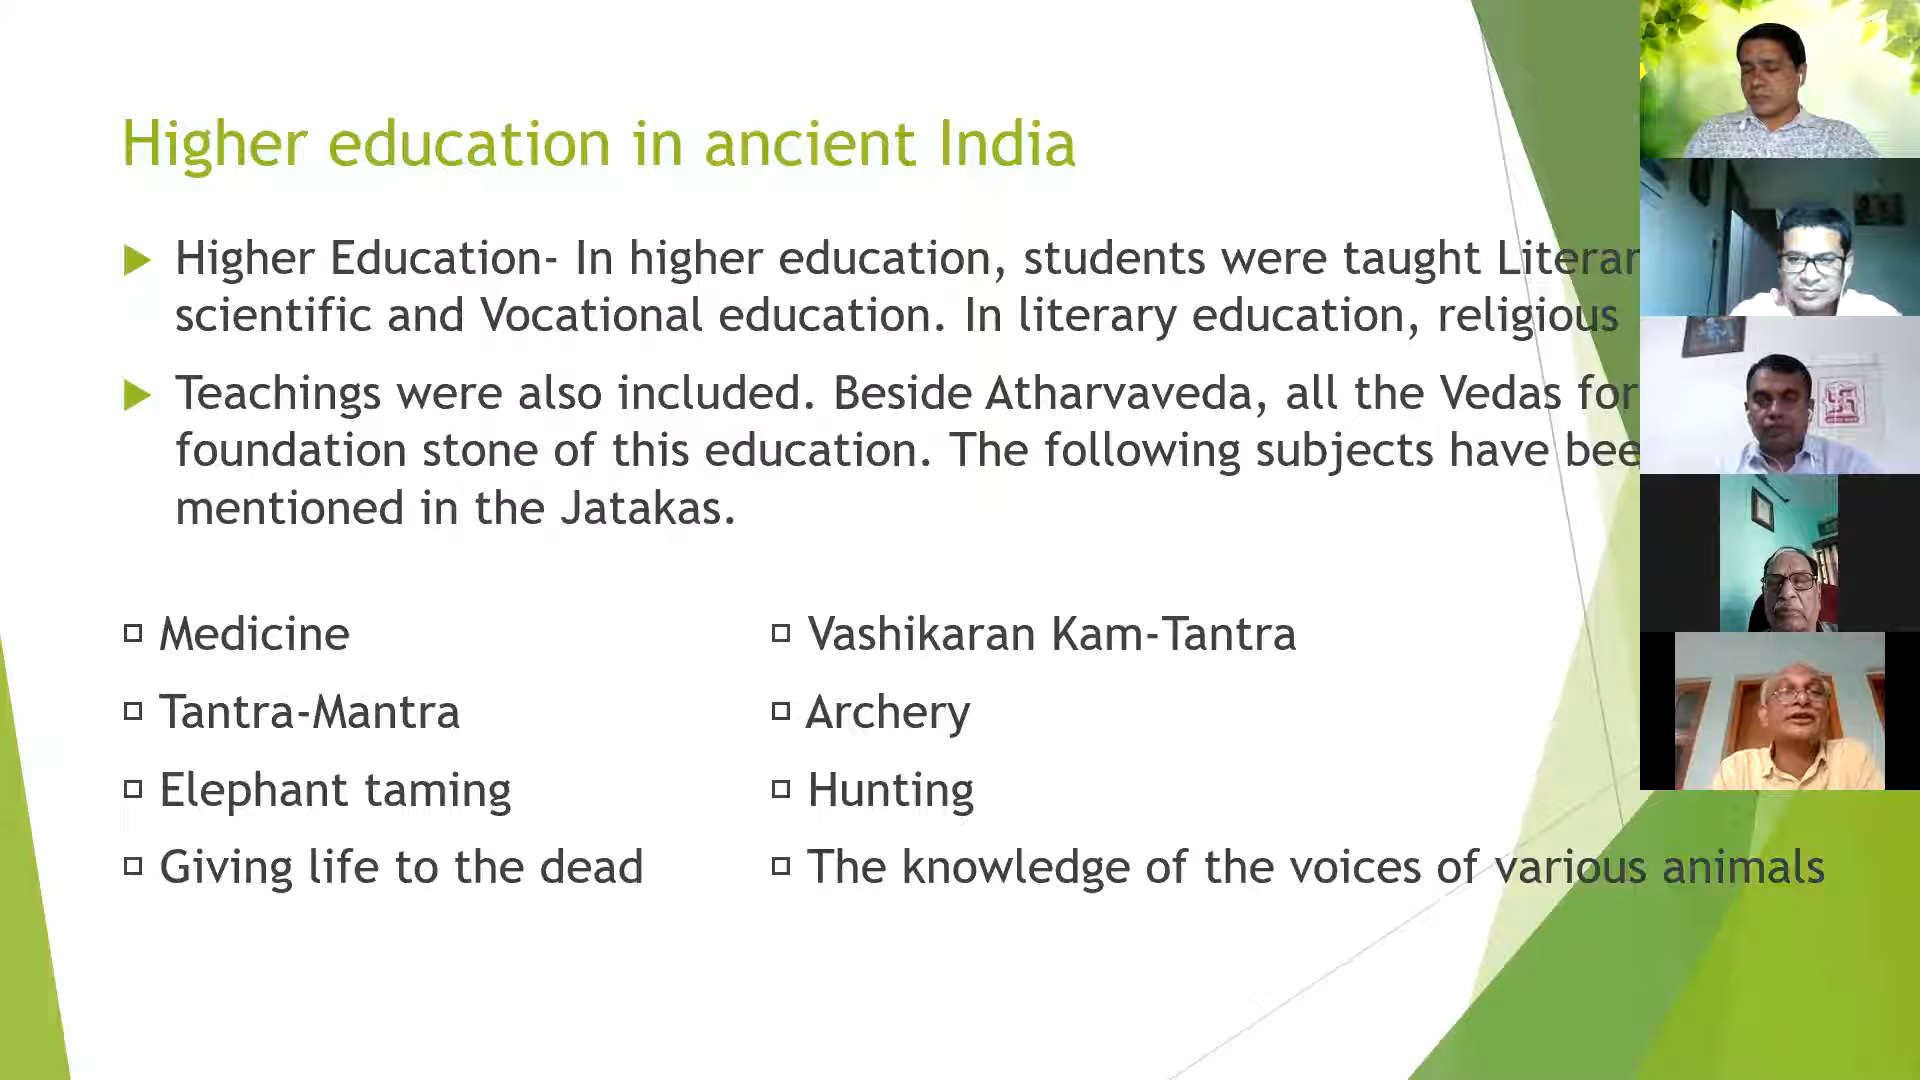 Higher education in ancient India
Higher Education- In higher education, students were taught
scientific and Vocational education. In literary education, religious
Teachings were also included. Beside Atharvaveda, all the Vedas
foundation stone of this education. The following subjects have
mentioned in the Jatakas.
Medicine
Tantra-Mantra
Elephant taming
Giving life to the dead
Vashikaran Kam-Tantra
Archery
Hunting
The knowledge of the voices of various animals